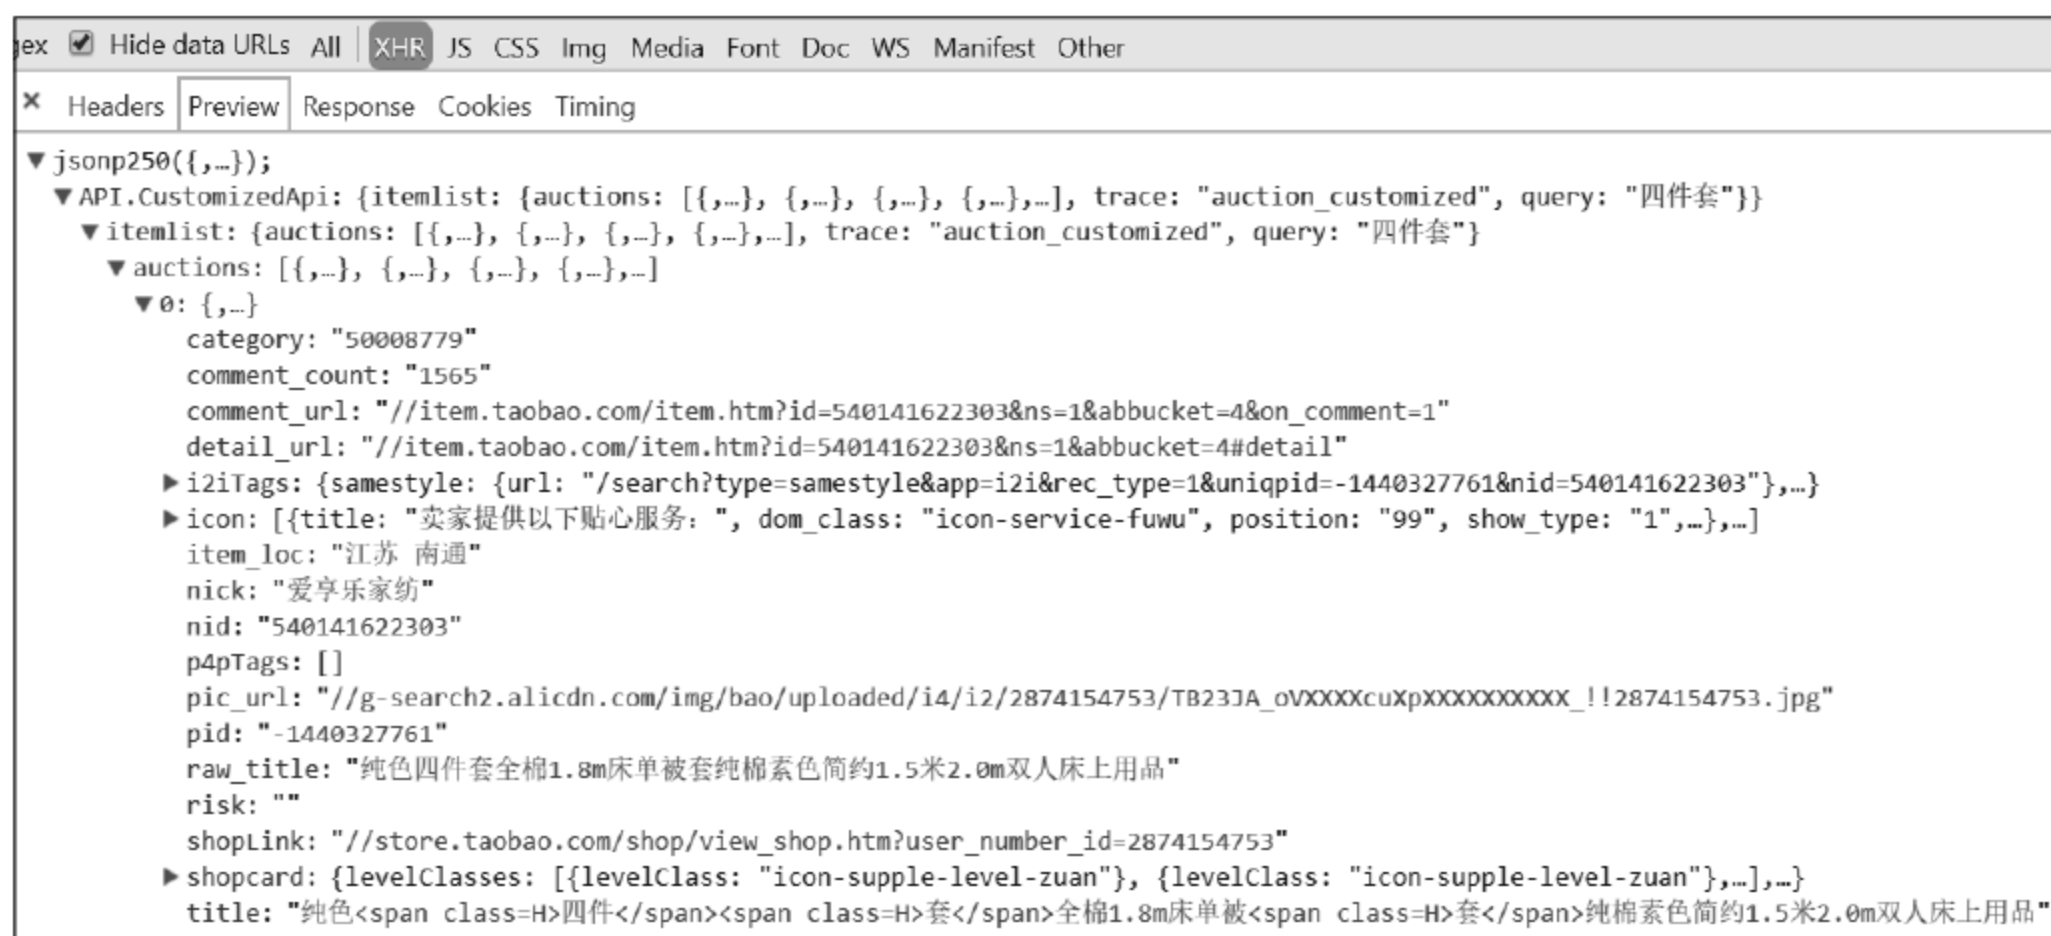 gex Hide data URLs All XHR JS CSS Img Media Font Doc WS Manifest Other
× Headers Preview Response Cookies Timing
▼jsonp250({,…});
▼API.CustomizedApi: {itemlist: {auctions: [{,…}, {,…}, {,…}, {,…},…], trace: "auction_customized", query: "四件套"}}
▼itemlist: {auctions: [{,…}, {,…}, {,…}, {,…},…], trace: "auction_customized", query: "四件套"}
▼auctions: [{,…}, {,…}, {,…}, {,…},…]
▼0: {,…}
category: "50008779"
comment_count: "1565"
comment_url: "//item.taobao.com/item.htm?id=540141622303&ns=1&abbucket=4&on_comment=1"
detail_url: "//item.taobao.com/item.htm?id=540141622303&ns=1&abbucket=4#detail"
▶i2iTags: {samestyle: {url: "/search?type=samestyle&app=i2i&rec_type=1&uniqpid=-1440327761&nid=540141622303"},…}
▶icon: [{title: "卖家提供以下贴心服务：", dom_class: "icon-service-fuwu", position: "99", show_type: "1",…},…]
item_loc: "江苏 南通"
nick: "爱享乐家纺"
nid: "540141622303"
p4pTags: []
pic_url: "//g-search2.alicdn.com/img/bao/uploaded/i4/i2/2874154753/TB23JA_oVXXXXcuXpXXXXXXXXXX_!!2874154753.jpg"
pid: "-1440327761"
raw_title: "纯色四件套全棉1.8m床单被套纯棉素色简约1.5米2.0m双人床上用品"
risk: ""
shopLink: "//store.taobao.com/shop/view_shop.htm?user_number_id=2874154753"
▶shopcard: {levelClasses: [{levelClass: "icon-supple-level-zuan"}, {levelClass: "icon-supple-level-zuan"},…],…}
title: "纯色<span class=H>四件</span><span class=H>套</span>全棉1.8m床单被<span class=H>套</span>纯棉素色简约1.5米2.0m双人床上用品"